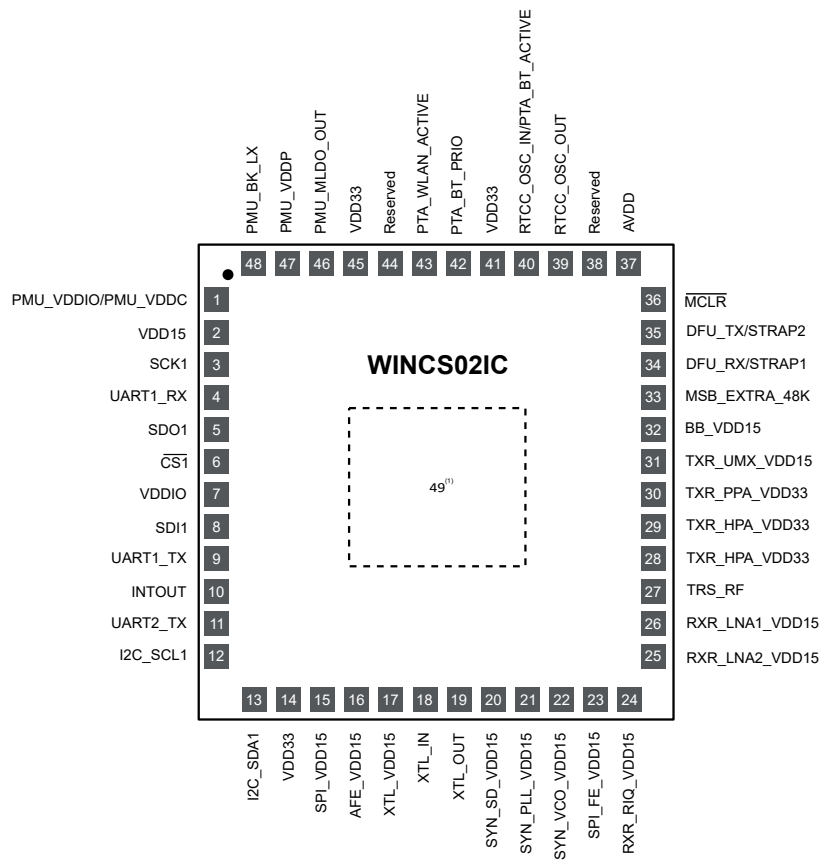 PMU_BK_LX
PMU_VDDP
PMU_MLDO_OUT
VDD33
Reserved
PTA_WLAN_ACTIVE
PTA_BT_PRIO
VDD33
RTCC_OSC_IN/PTA_BT_ACTIVE
RTCC_OSC_OUT
Reserved
AVDD
48 47 46 45 44 43 42 41 40 39 38 37
PMU_VDDIO/PMU_VDDC 1
VDD15 2
SCK1 3
UART1_RX 4
SDO1 5
CS1 6
VDDIO 7
SDI1 8
UART1_TX 9
INTOUT 10
UART2_TX 11
I2C_SCL1 12
WINCS02IC
49(1)
36 MCLR
35 DFU_TX/STRAP2
34 DFU_RX/STRAP1
33 MSB_EXTRA_48K
32 BB_VDD15
31 TXR_UMX_VDD15
30 TXR_PPA_VDD33
29 TXR_HPA_VDD33
28 TXR_HPA_VDD33
27 TRS_RF
26 RXR_LNA1_VDD15
25 RXR_LNA2_VDD15
13 14 15 16 17 18 19 20 21 22 23 24
I2C_SDA1
VDD33
SPI_VDD15
AFE_VDD15
XTL_VDD15
XTL_IN
XTL_OUT
SYN_SD_VDD15
SYN_PLL_VDD15
SYN_VCO_VDD15
SPI_FE_VDD15
RXR_RIQ_VDD15